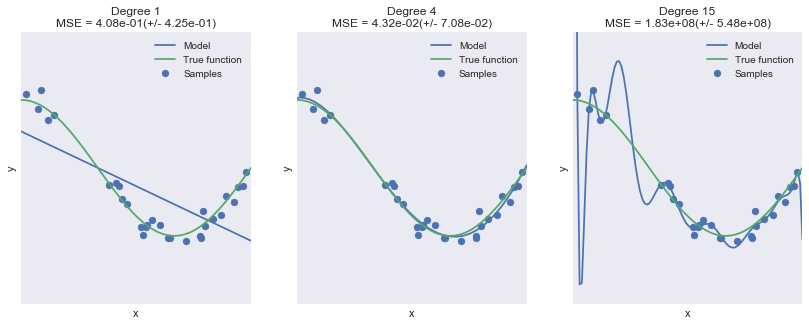 Degree 1
MSE = 4.08e-01(+/- 4.25e-01)
Model
True function
Samples
y
x
Degree 4
MSE = 4.32e-02(+/- 7.08e-02)
Model
True function
Samples
y
x
Degree 15
MSE = 1.83e+08(+/- 5.48e+08)
Model
True function
Samples
y
x